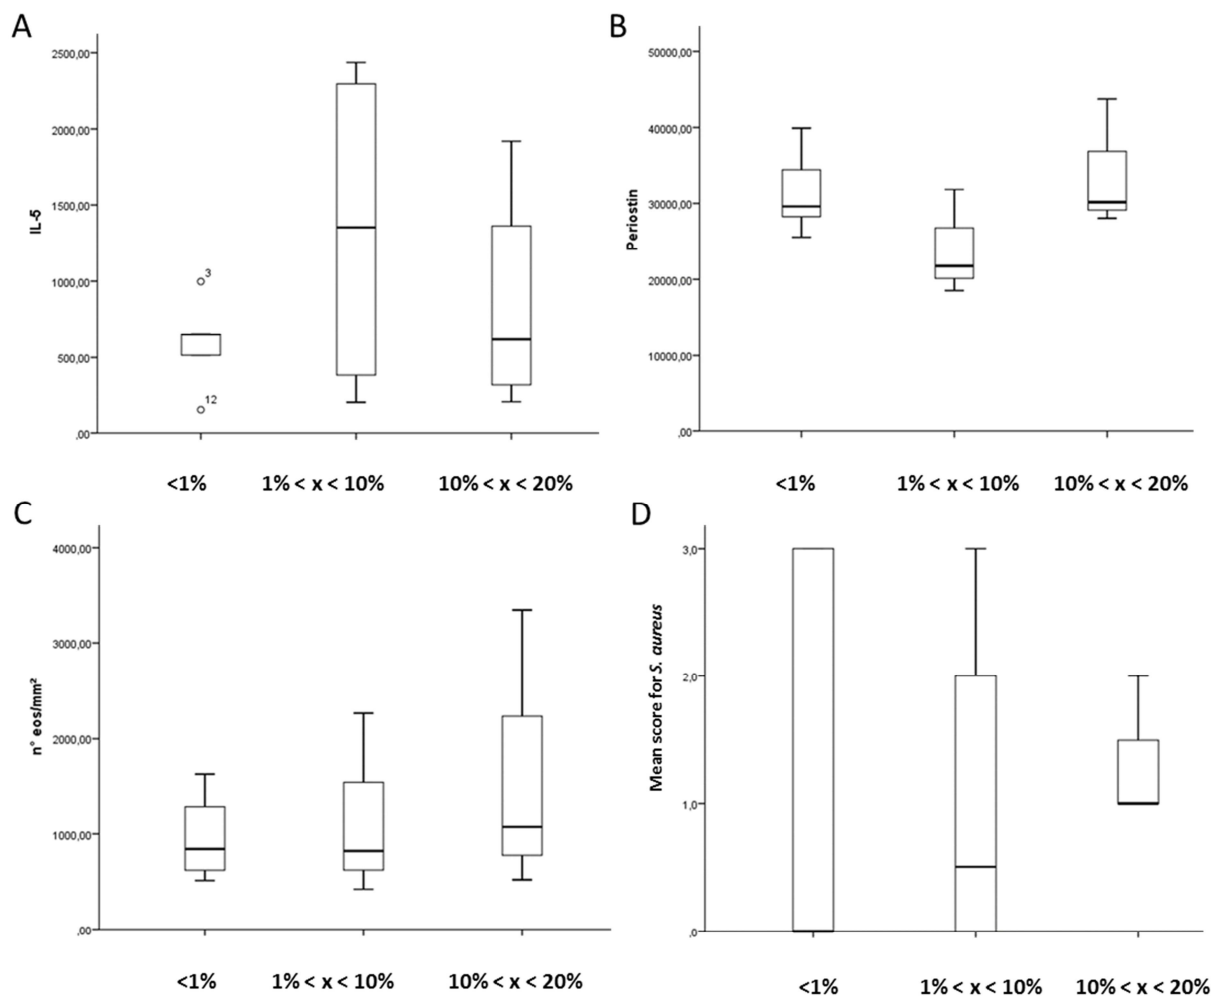 A
2500,00
2000,00
1500,00
1000,00
500,00
,00
IL-5
3
12
<1%
1% < x < 10%
10% < x < 20%
B
50000,00
40000,00
30000,00
20000,00
10000,00
,00
Periostin
<1%
1% < x < 10%
10% < x < 20%
C
4000,00
3000,00
2000,00
1000,00
,00
n° eos/mm²
<1%
1% < x < 10%
10% < x < 20%
D
3,0
2,0
1,0
,0
Mean score for S. aureus
<1%
1% < x < 10%
10% < x < 20%